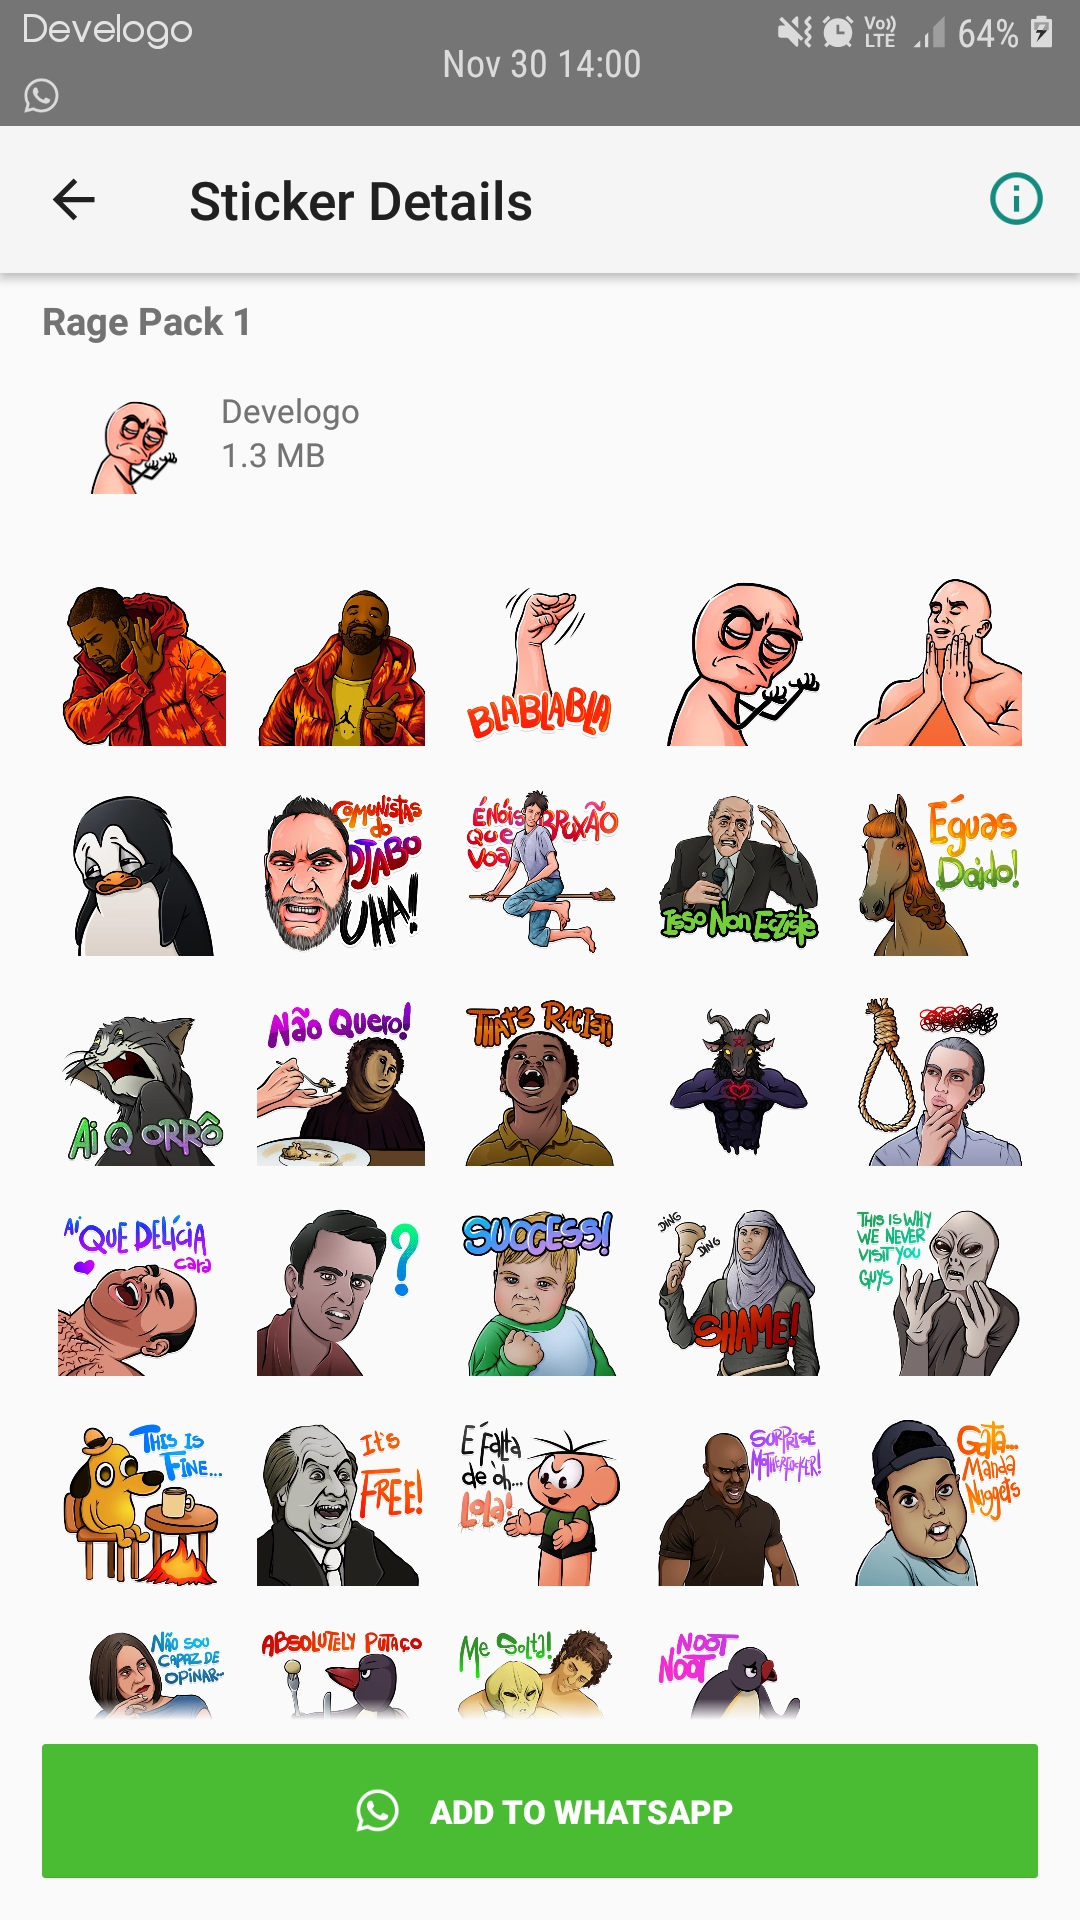 Develogo
Nov 30 14:00
Vo))
LTE
64%
Sticker Details
Rage Pack 1
Develogo
1.3 MB
BLABLABLA
COMUNISTAS
do
DJABO
UHA!
É NÓIS
QUE
VOA
BRUXÃO
Isso Non Ecziste
Éguas
Doido!
Ai Q ORRÔ
Não Quero!
THAT'S RACIST!
Ai QUE DELÍCIA
cara
?
SUCCESS!
DING
DING
SHAME!
THIS IS WHY
WE NEVER
VISIT YOU
GUYS
THIS IS
FINE...
It's
FREE!
E falta
de oh...
Lola!
SURPRISE
MOTHERFUCKER!
Gata...
Manda
Nuggets
NÃO SOU
CAPAZ DE
OPINAR...
ABSOLUTELY PUTAÇO
Me Solta!
NOOT
NOOT
ADD TO WHATSAPP